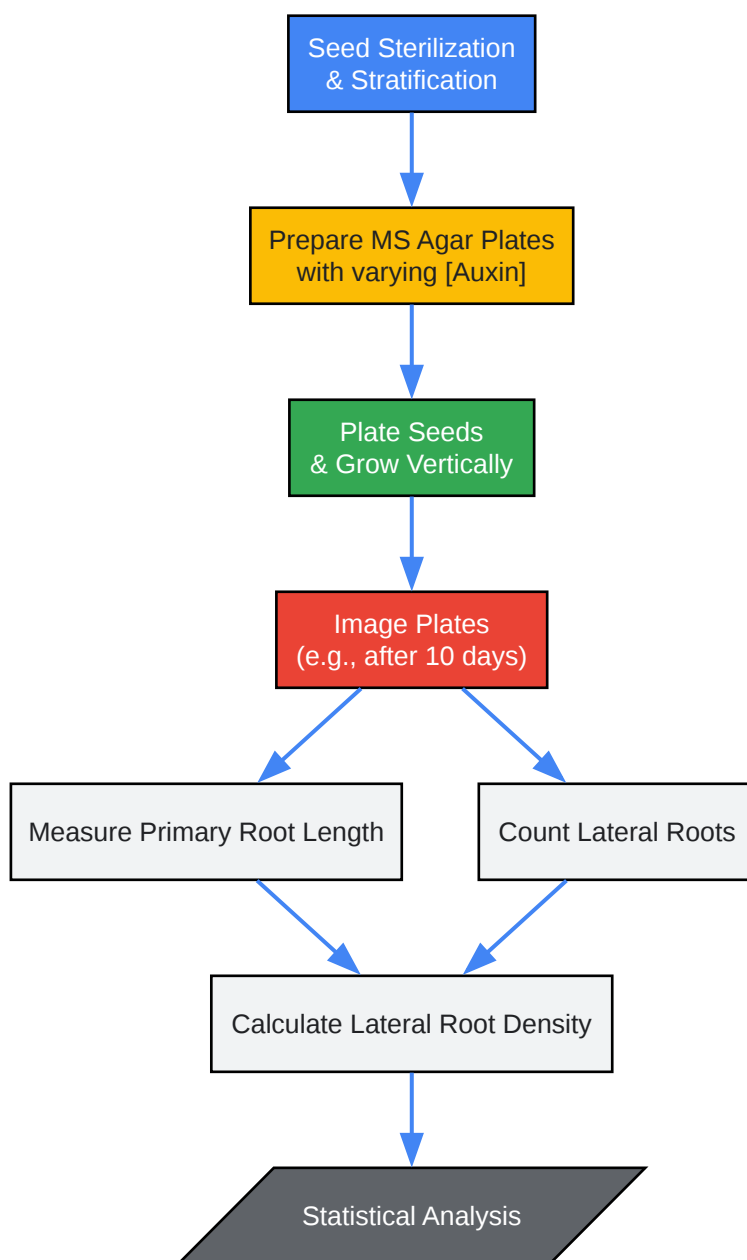 Seed Sterilization
& Stratification
Prepare MS Agar Plates
with varying [Auxin]
Plate Seeds
& Grow Vertically
Image Plates
(e.g., after 10 days)
Measure Primary Root Length
Count Lateral Roots
Calculate Lateral Root Density
Statistical Analysis